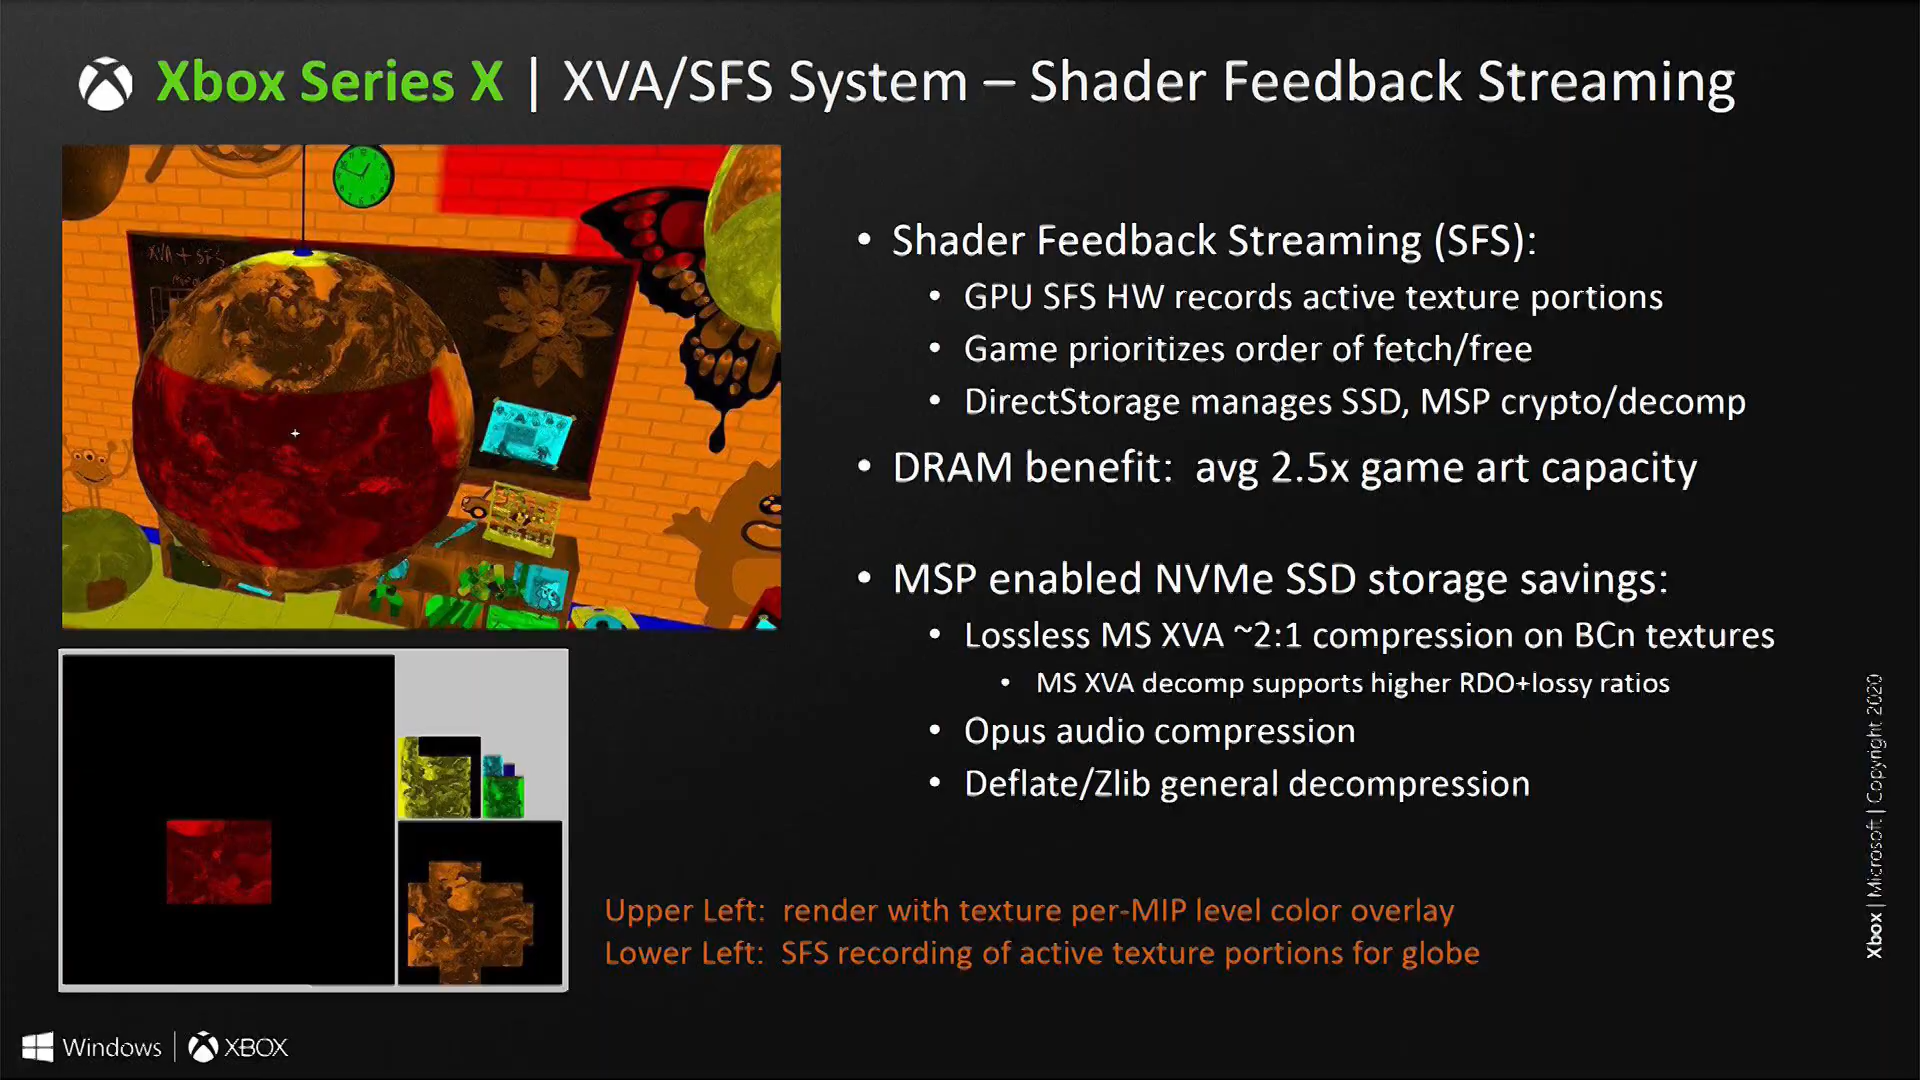 Xbox Series X | XVA/SFS System – Shader Feedback Streaming
XVA + SFS
• Shader Feedback Streaming (SFS):
• GPU SFS HW records active texture portions
• Game prioritizes order of fetch/free
• DirectStorage manages SSD, MSP crypto/decomp
• DRAM benefit: avg 2.5x game art capacity
• MSP enabled NVMe SSD storage savings:
• Lossless MS XVA ~2:1 compression on BCn textures
• MS XVA decomp supports higher RDO+lossy ratios
• Opus audio compression
• Deflate/Zlib general decompression
Upper Left: render with texture per-MIP level color overlay
Lower Left: SFS recording of active texture portions for globe
Xbox | Microsoft | Copyright 2020
Windows | XBOX